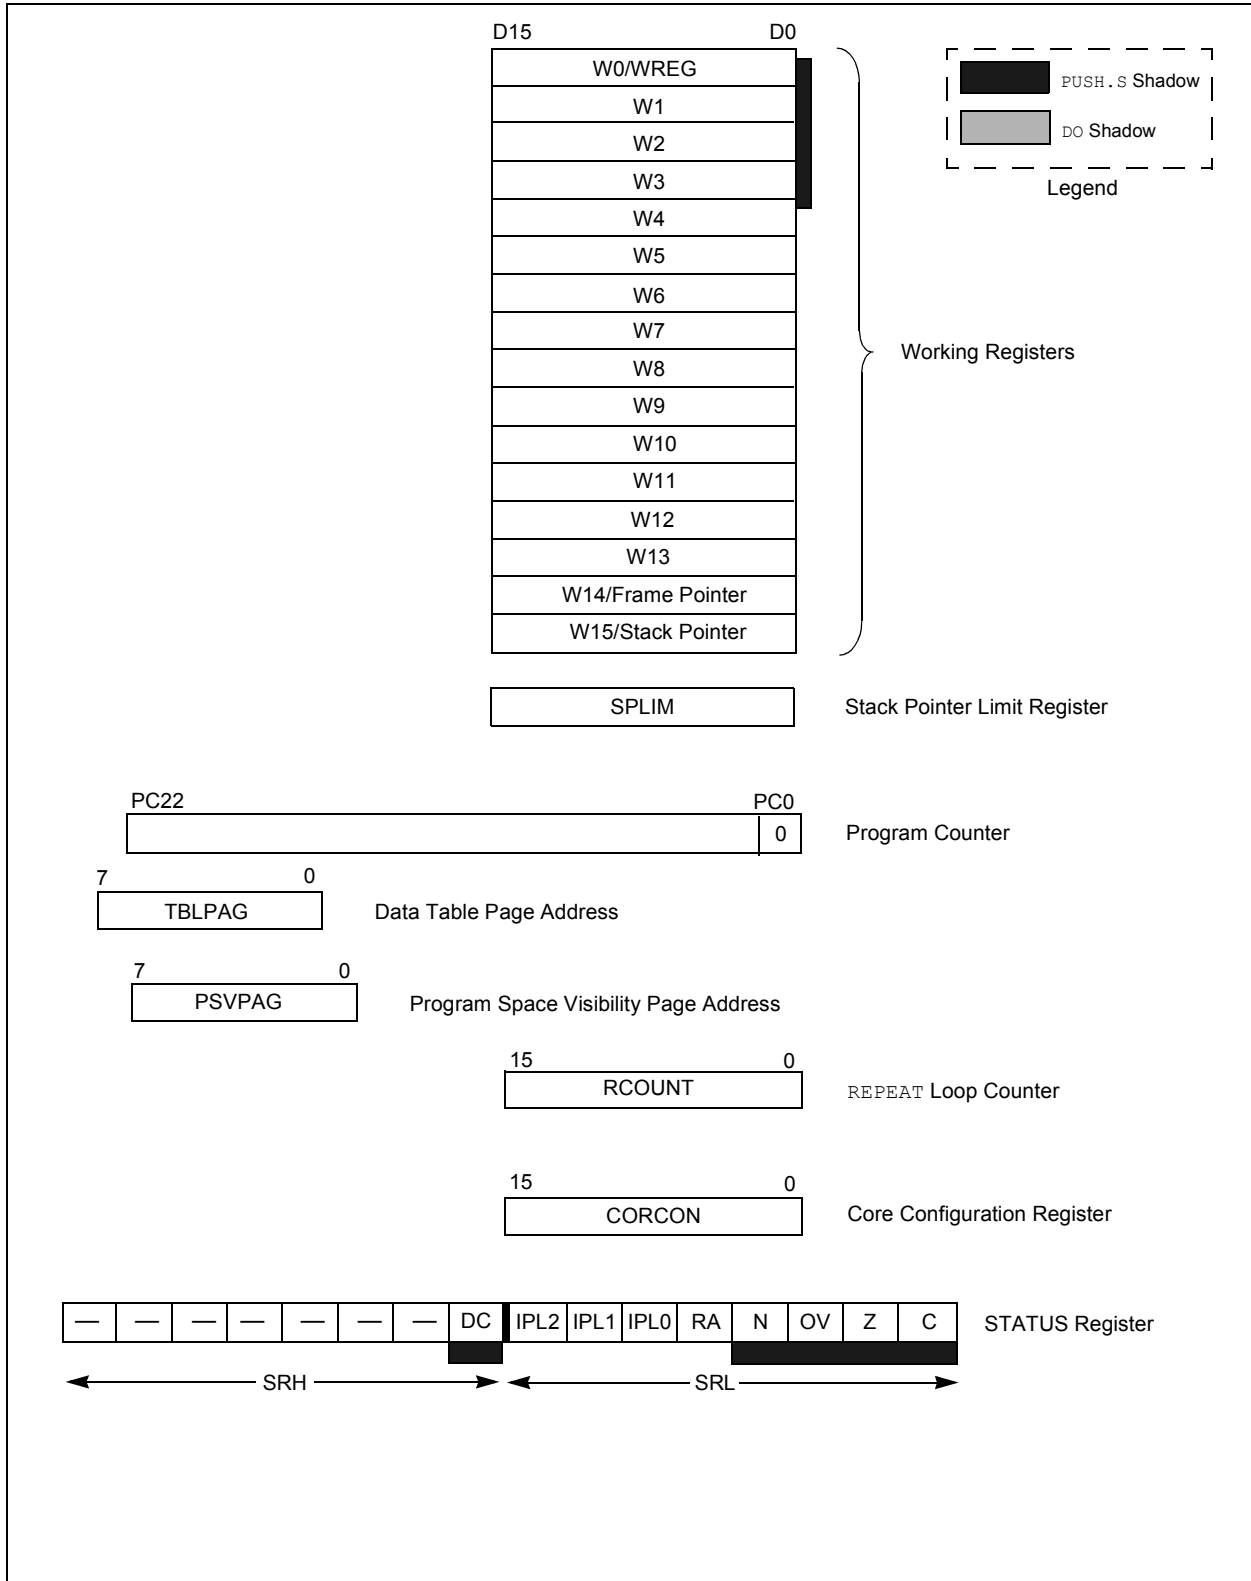 D15 D0
W0/WREG
PUSH.S Shadow
W1
DO Shadow
W2
W3
Legend
W4
W5
W6
W7
Working Registers
W8
W9
W10
W11
W12
W13
W14/Frame Pointer
W15/Stack Pointer
SPLIM Stack Pointer Limit Register
PC22 PC0
0 Program Counter
7 0
TBLPAG Data Table Page Address
7 0
PSVPAG Program Space Visibility Page Address
15 0
RCOUNT REPEAT Loop Counter
15 0
CORCON Core Configuration Register
— — — — — — — DC IPL2 IPL1 IPL0 RA N OV Z C STATUS Register
SRH SRL